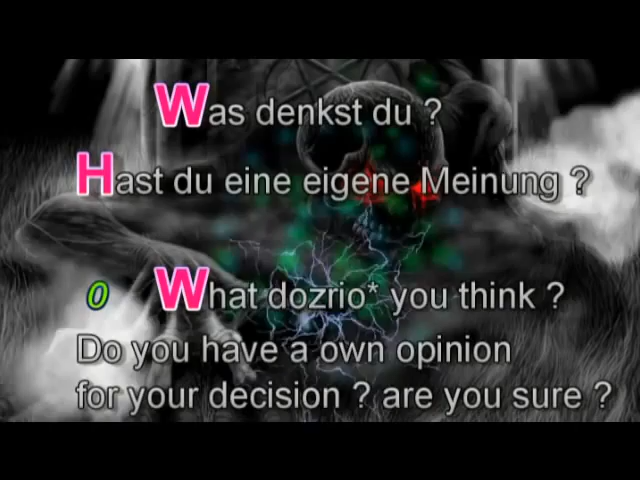 Was denkst du ?
Hast du eine eigene Meinung ?
0 What dozrio* you think ?
Do you have a own opinion
for your decision ? are you sure ?